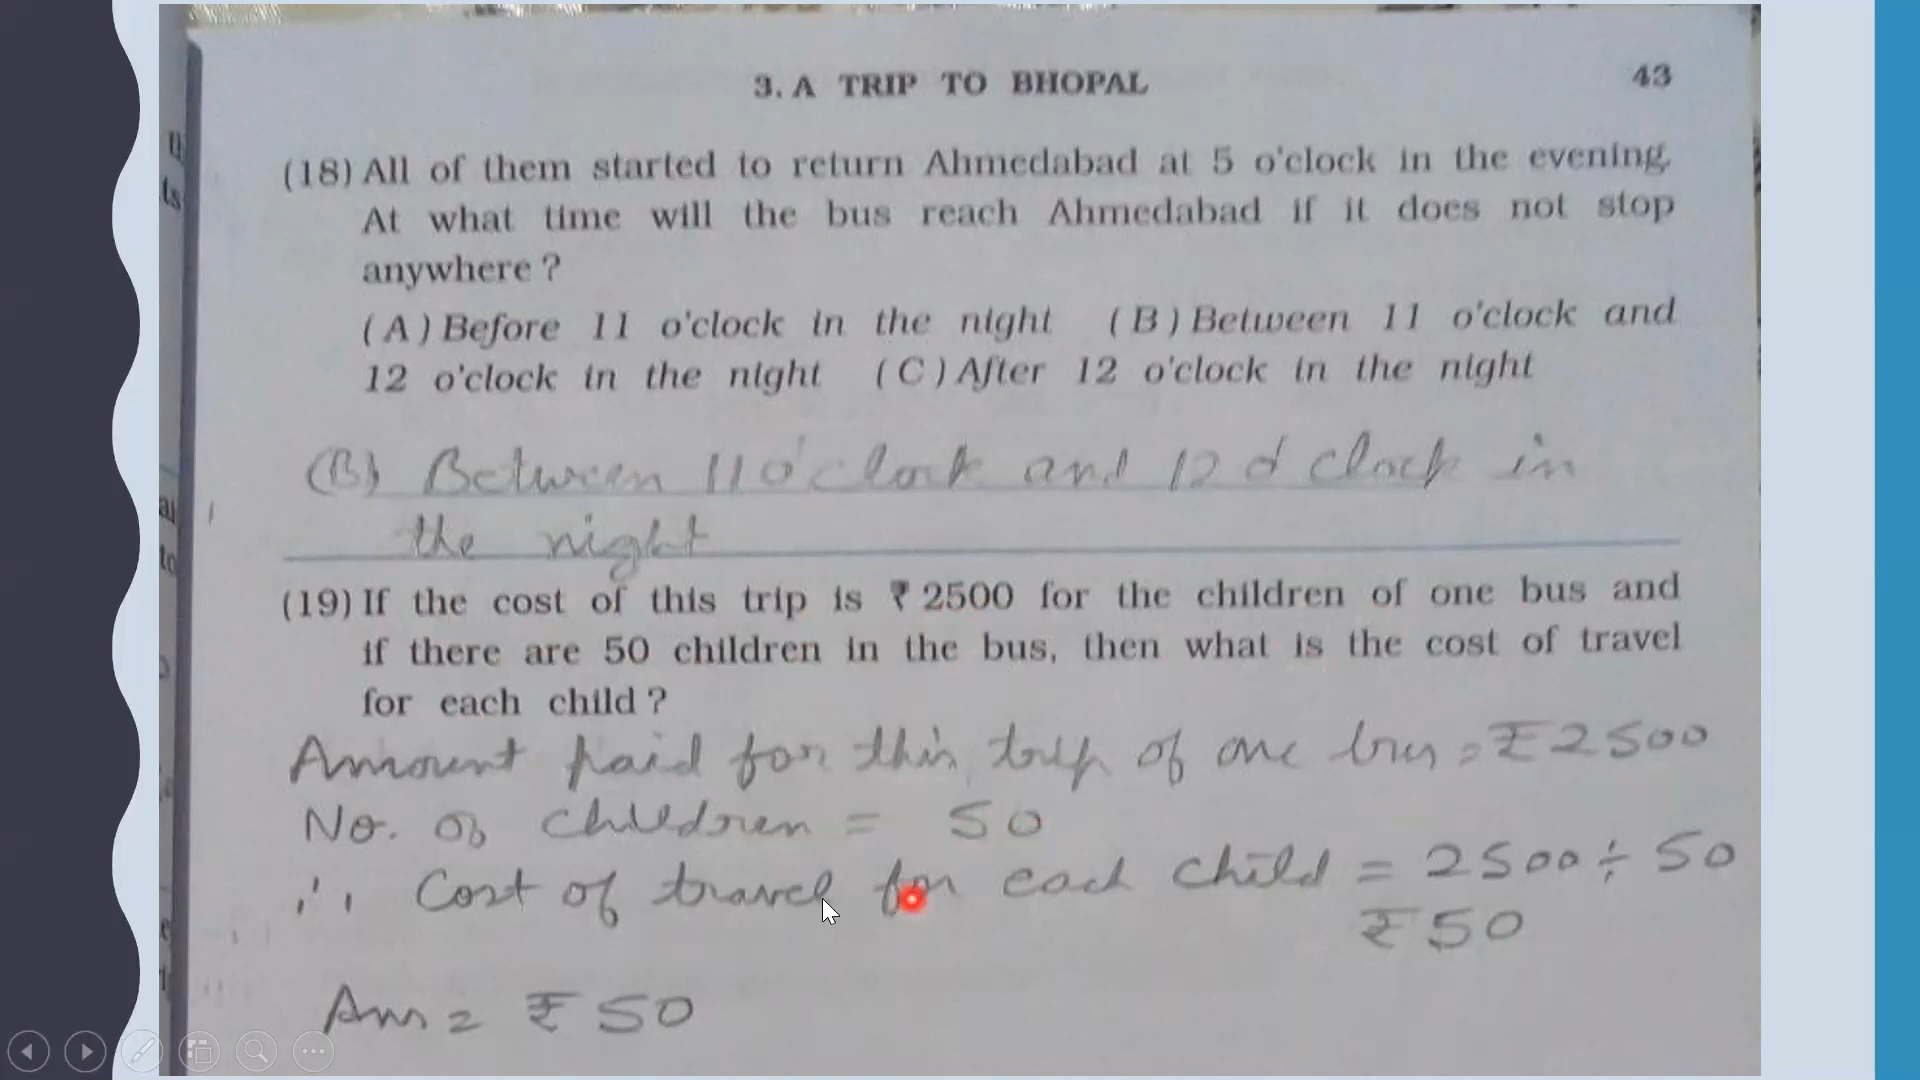 3. A TRIP TO BHOPAL
43
(18) All of them started to return Ahmedabad at 5 o'clock in the evening.
At what time will the bus reach Ahmedabad if it does not stop
anywhere ?
(A) Before 11 o'clock in the night (B) Between 11 o'clock and
12 o'clock in the night (C) After 12 o'clock in the night
(B) Between 11 o'clock and 12 o'clock in
the night
(19) If the cost of this trip is ₹ 2500 for the children of one bus and
if there are 50 children in the bus, then what is the cost of travel
for each child ?
Amount paid for this trip of one bus = ₹ 2500
No. of children = 50
∴ Cost of travel for each child = 2500 ÷ 50
₹ 50
Ans = ₹ 50